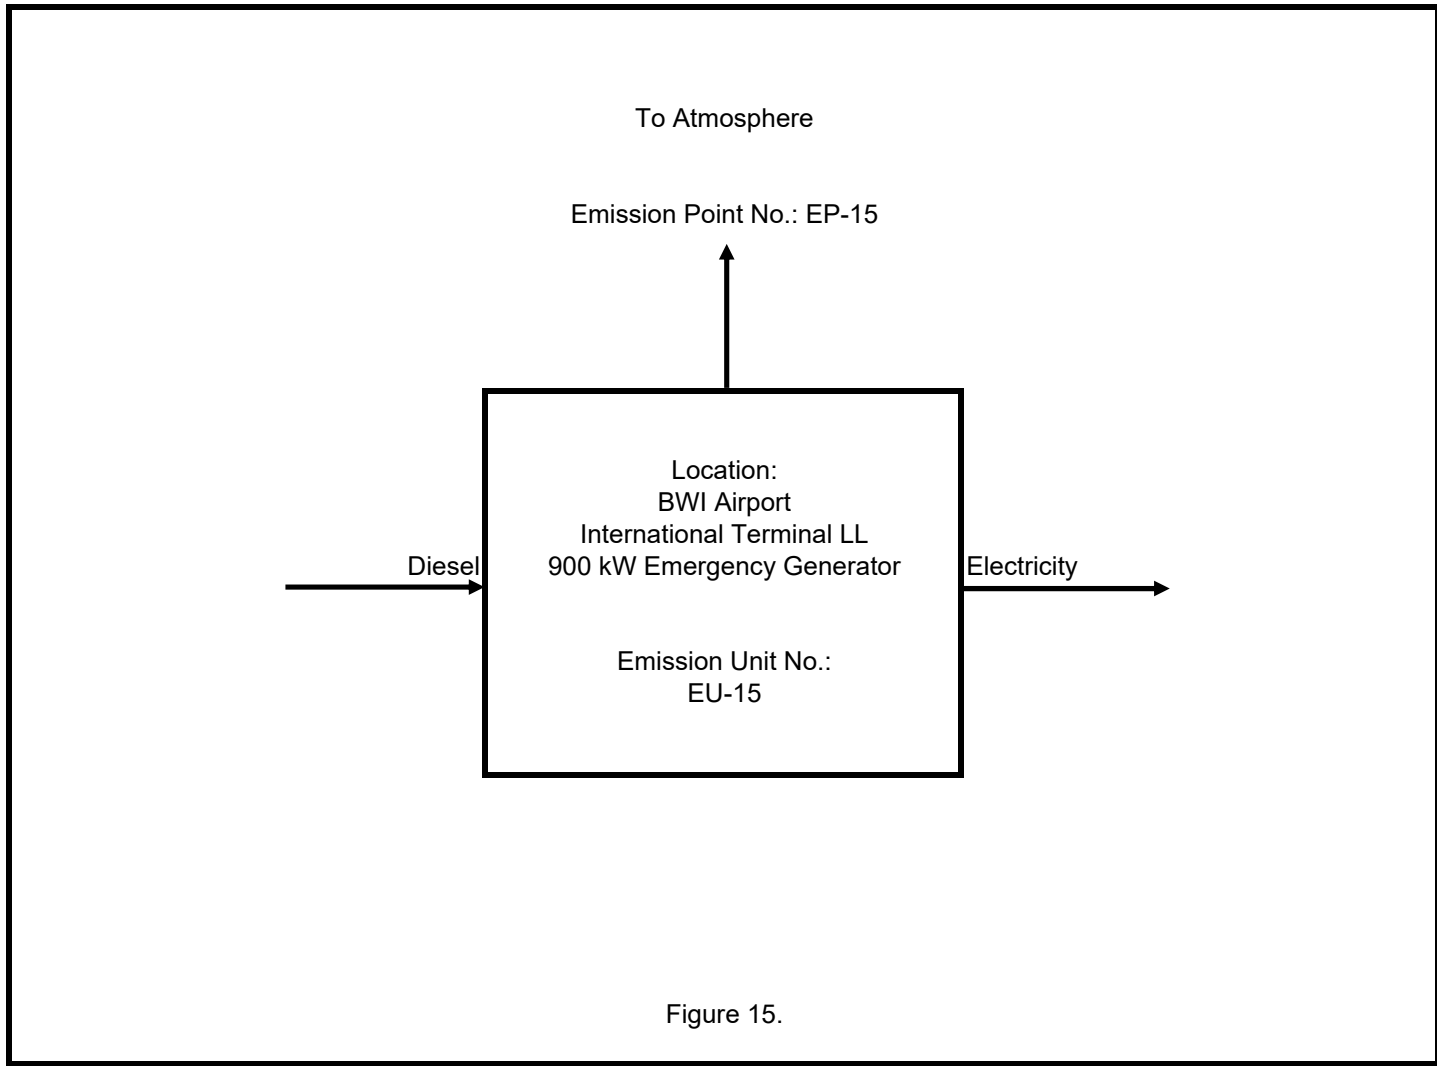 To Atmosphere
Emission Point No.: EP-15
Location:
BWI Airport
International Terminal LL
900 kW Emergency Generator
Diesel
Electricity
Emission Unit No.:
EU-15
Figure 15.